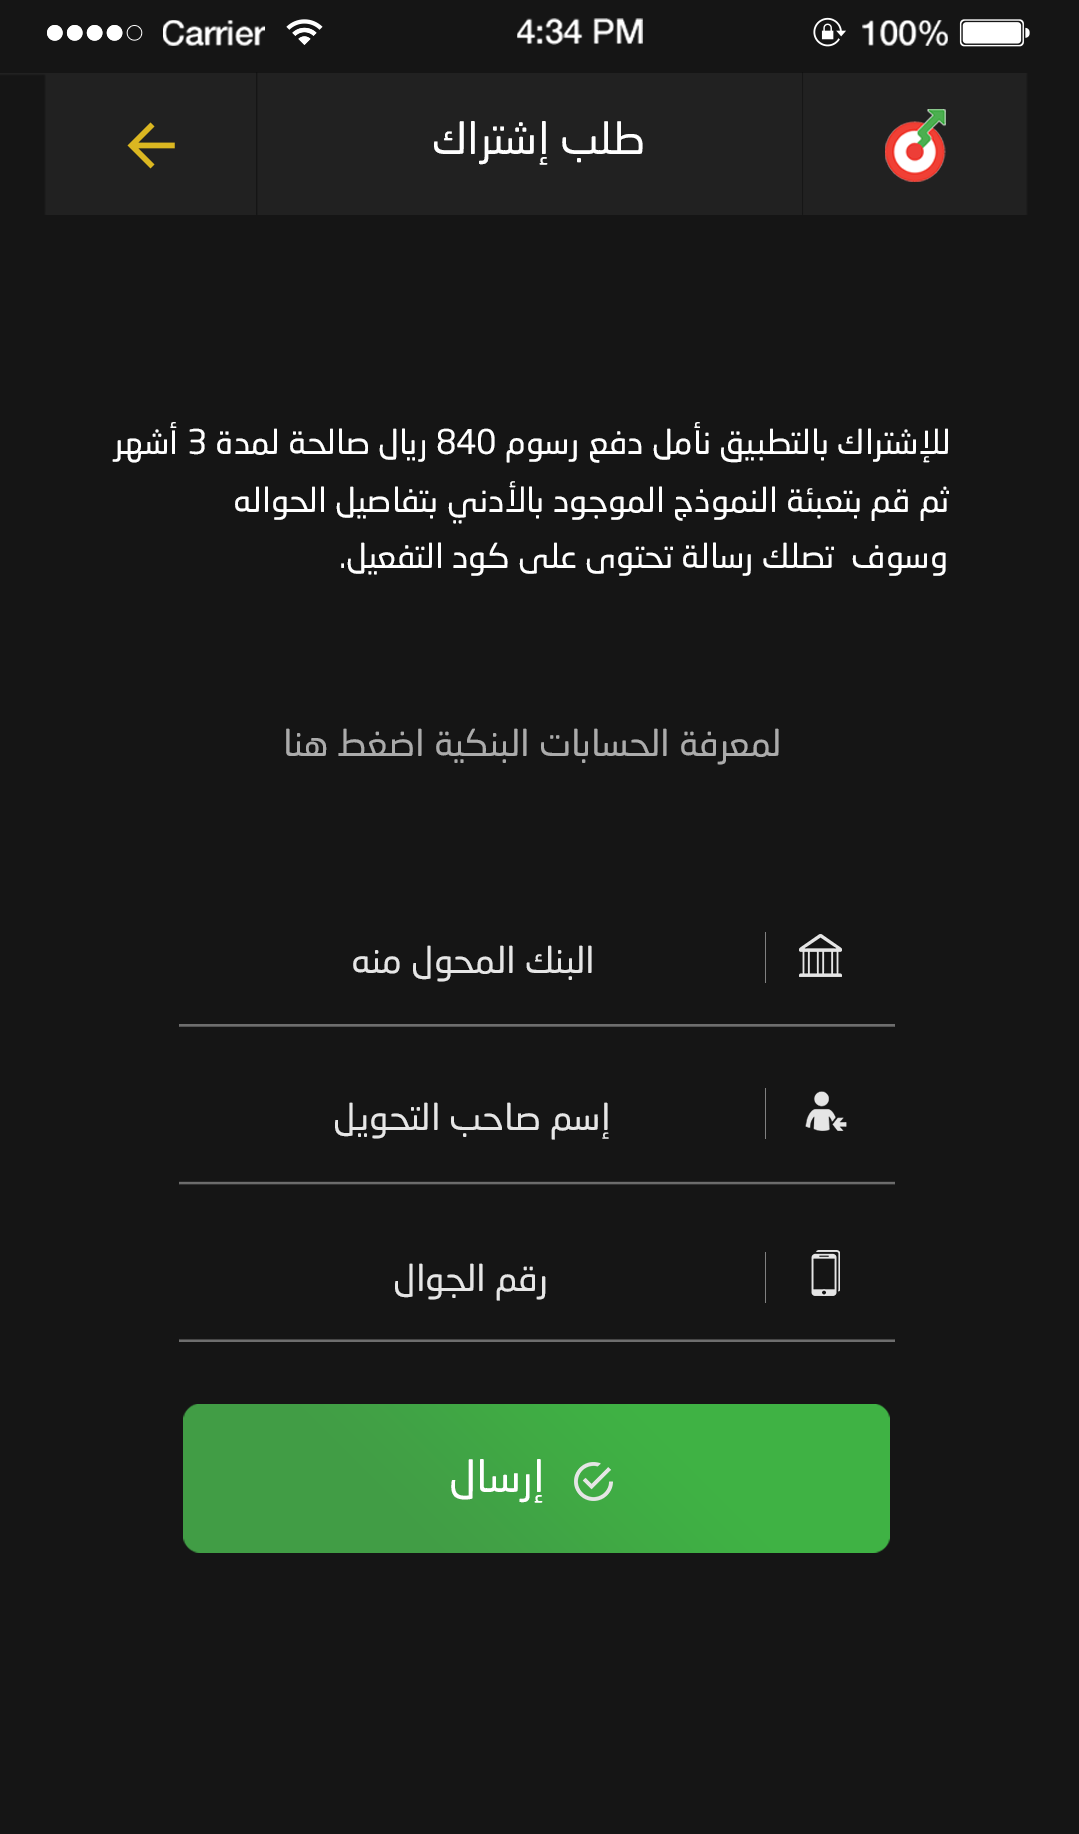 Carrier 4:34 PM 100%
طلب إشتراك
للإشتراك بالتطبيق نأمل دفع رسوم 840 ريال صالحة لمدة 3 أشهر
ثم قم بتعبئة النموذج الموجود بالأدني بتفاصيل الحواله
وسوف تصلك رسالة تحتوى على كود التفعيل.
لمعرفة الحسابات البنكية اضغط هنا
البنك المحول منه
إسم صاحب التحويل
رقم الجوال
إرسال